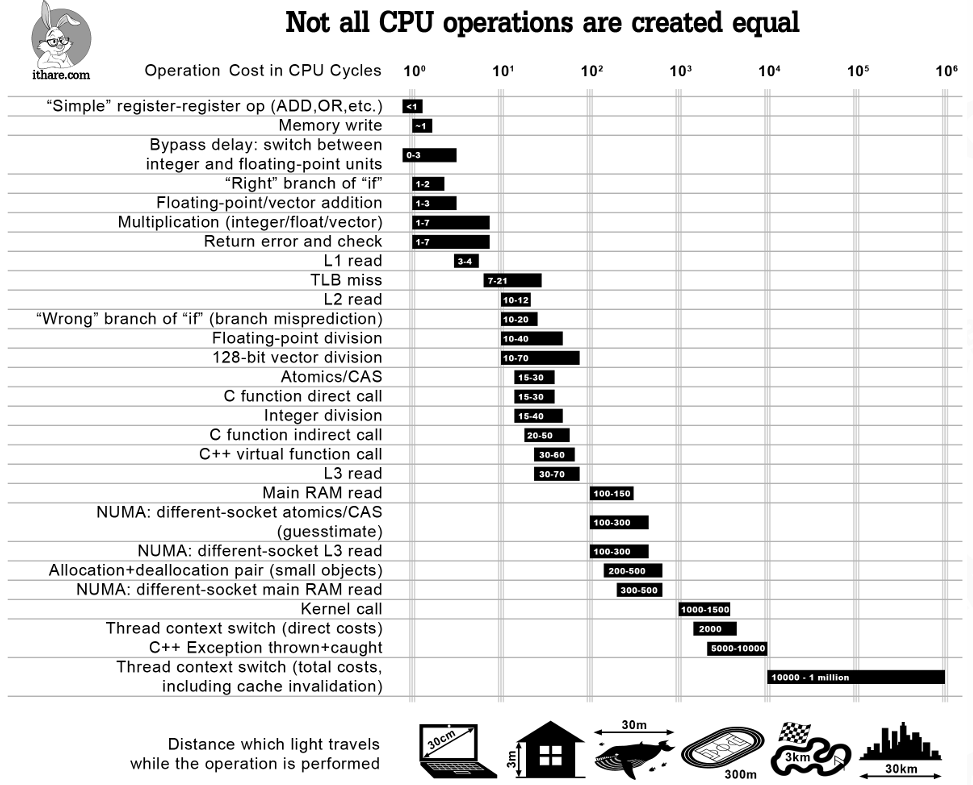 Not all CPU operations are created equal
ithare.com
Operation Cost in CPU Cycles 10⁰ 10¹ 10² 10³ 10⁴ 10⁵ 10⁶
“Simple” register-register op (ADD,OR,etc.) <1
Memory write ~1
Bypass delay: switch between
integer and floating-point units 0-3
“Right” branch of “if” 1-2
Floating-point/vector addition 1-3
Multiplication (integer/float/vector) 1-7
Return error and check 1-7
L1 read 3-4
TLB miss 7-21
L2 read 10-12
“Wrong” branch of “if” (branch misprediction) 10-20
Floating-point division 10-40
128-bit vector division 10-70
Atomics/CAS 15-30
C function direct call 15-30
Integer division 15-40
C function indirect call 20-50
C++ virtual function call 30-60
L3 read 30-70
Main RAM read 100-150
NUMA: different-socket atomics/CAS
(guesstimate) 100-300
NUMA: different-socket L3 read 100-300
Allocation+deallocation pair (small objects) 200-500
NUMA: different-socket main RAM read 300-500
Kernel call 1000-1500
Thread context switch (direct costs) 2000
C++ Exception thrown+caught 5000-10000
Thread context switch (total costs,
including cache invalidation) 10000 - 1 million
Distance which light travels
while the operation is performed
30cm
3m
30m
300m
3km
30km